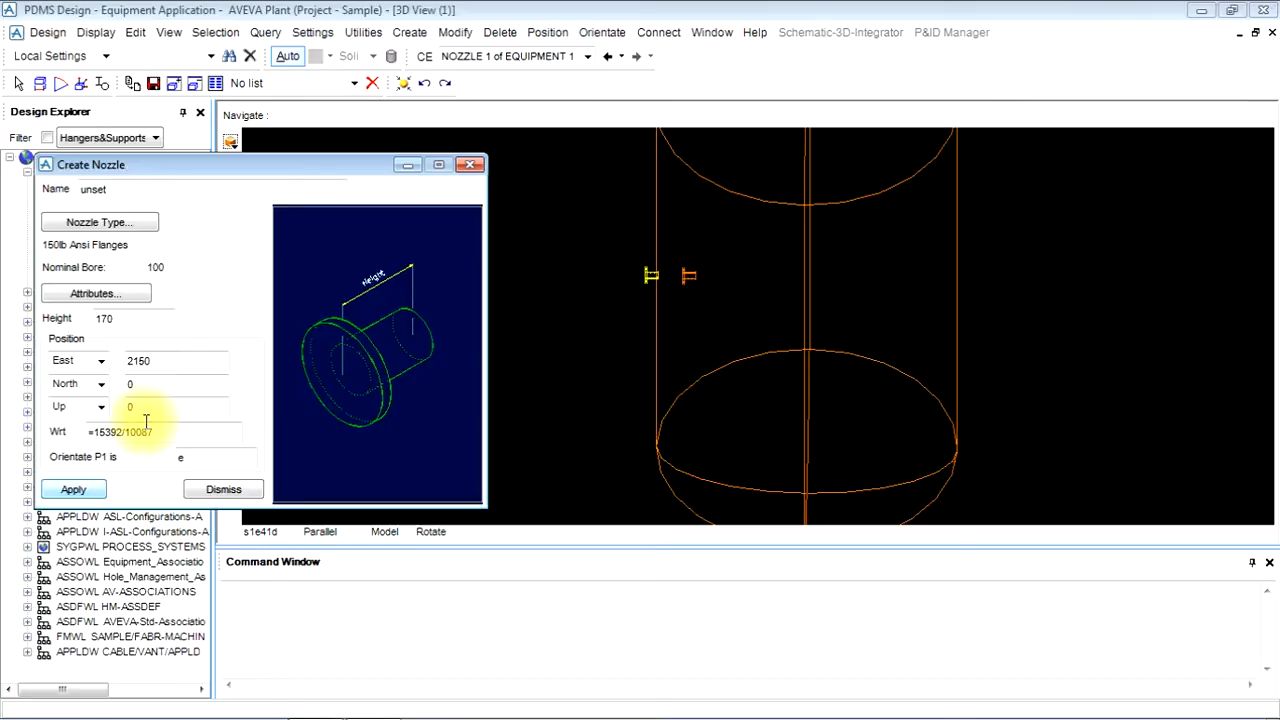 PDMS Design - Equipment Application - AVEVA Plant (Project - Sample) - [3D View (1)]
Design Display Edit View Selection Query Settings Utilities Create Modify Delete Position Orientate Connect Window Help Schematic-3D-Integrator P&ID Manager
Local Settings Auto Soli CE NOZZLE 1 of EQUIPMENT 1
No list
Design Explorer
Navigate :
Filter Hangers&Supports
Create Nozzle
Name unset
Nozzle Type...
150lb Ansi Flanges
Nominal Bore: 100
Attributes...
Height 170
Height
Position
East 2150
North 0
Up 0
Wrt =15392/10087
Orientate P1 is e
Apply Dismiss
APPLDW ASL-Configurations-A
APPLDW I-ASL-Configurations-A
SYGPWL PROCESS_SYSTEMS
ASSOWL Equipment_Associatio
ASSOWL Hole_Management_As
ASSOWL AV-ASSOCIATIONS
ASDFWL HM-ASSDEF
ASDFWL AVEVA-Std-Associatio
FMWL SAMPLE/FABR-MACHIN
APPLDW CABLE/VANT/APPLD
s1e41d Parallel Model Rotate
Command Window